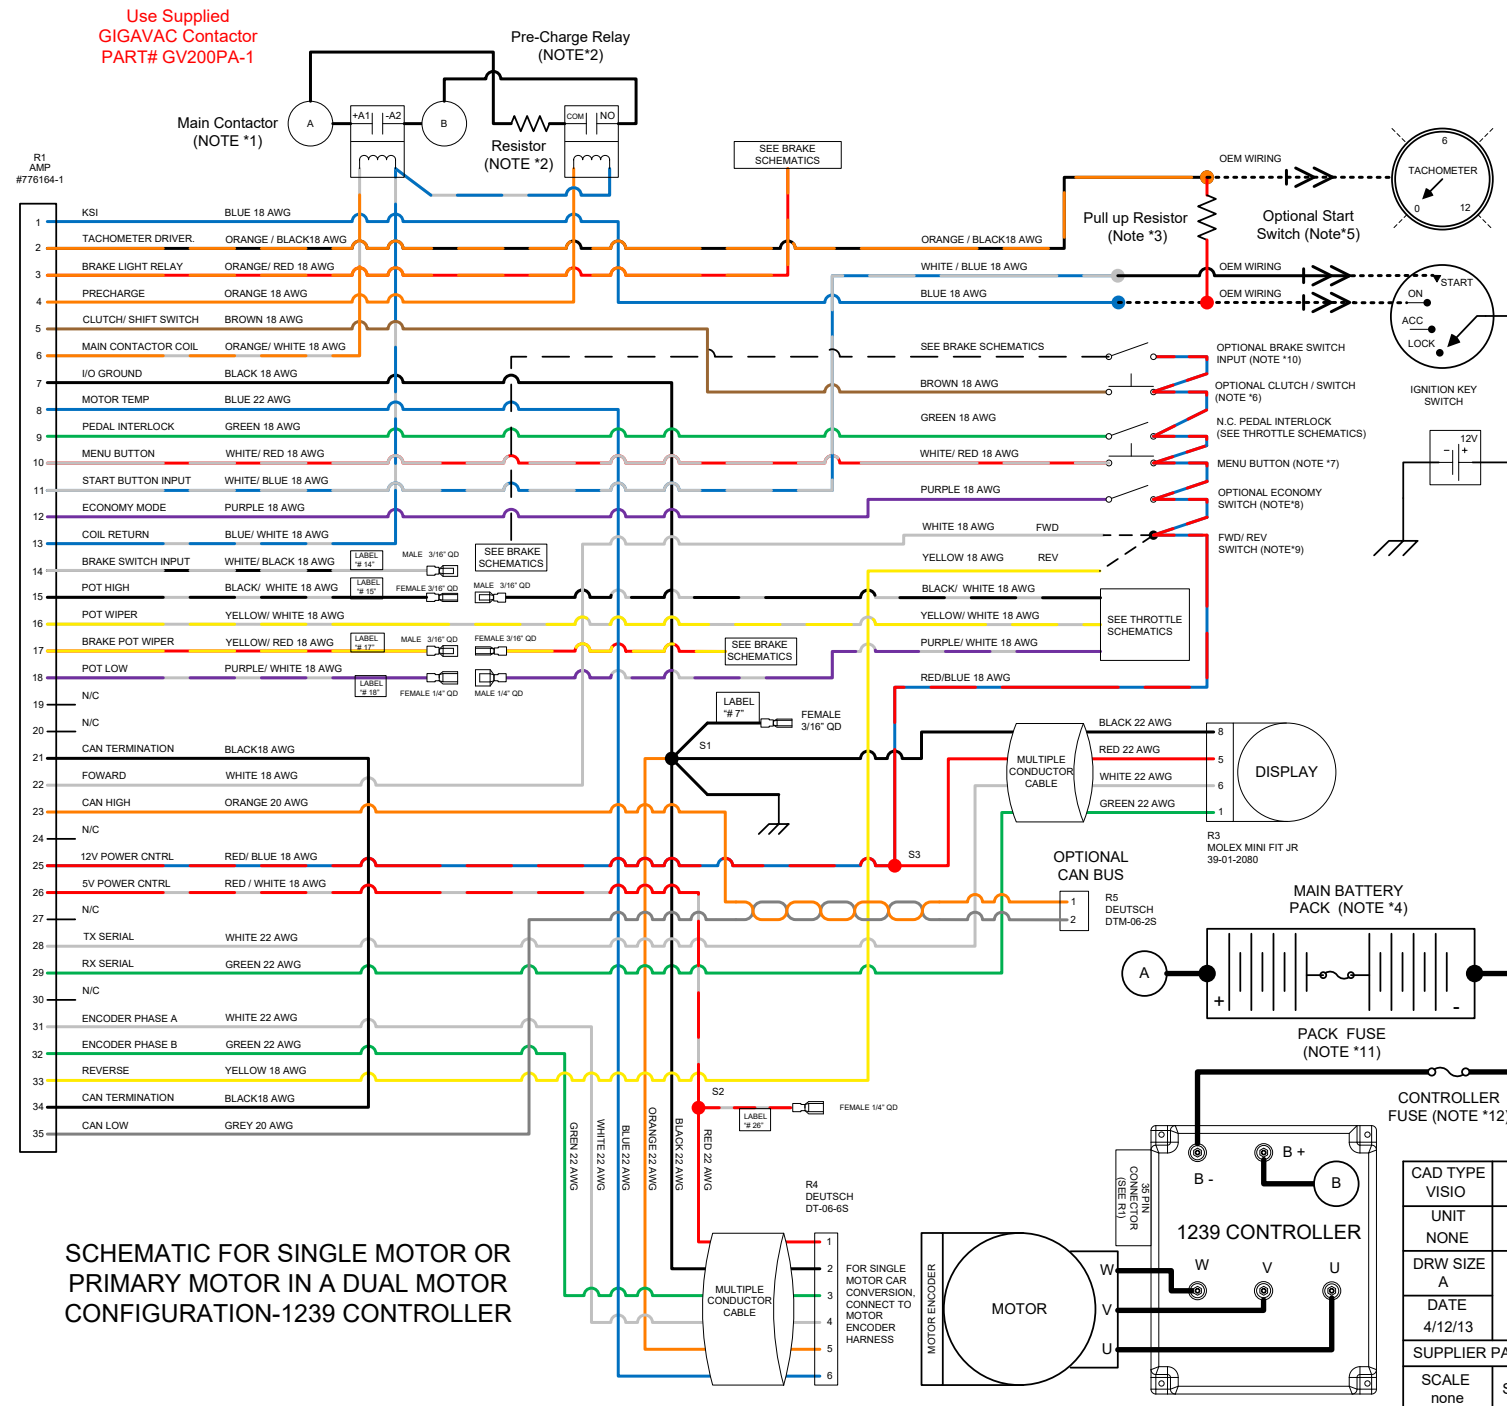 Use Supplied
GIGAVAC Contactor
PART# GV200PA-1
Pre-Charge Relay
(NOTE*2)
Main Contactor
(NOTE *1)
A
+A1
-A2
B
COM
NO
Resistor
(NOTE *2)
R1
AMP
#776164-1
SEE BRAKE
SCHEMATICS
OEM WIRING
TACHOMETER
6
0
12
Pull up Resistor
(Note *3)
Optional Start
Switch (Note*5)
1 KSI BLUE 18 AWG
2 TACHOMETER DRIVER. ORANGE / BLACK18 AWG ORANGE / BLACK18 AWG
3 BRAKE LIGHT RELAY ORANGE/ RED 18 AWG WHITE / BLUE 18 AWG OEM WIRING
4 PRECHARGE ORANGE 18 AWG BLUE 18 AWG OEM WIRING
START
ON
ACC
LOCK
IGNITION KEY
SWITCH
5 CLUTCH/ SHIFT SWITCH BROWN 18 AWG
6 MAIN CONTACTOR COIL ORANGE/ WHITE 18 AWG SEE BRAKE SCHEMATICS
OPTIONAL BRAKE SWITCH
INPUT (NOTE *10)
7 I/O GROUND BLACK 18 AWG BROWN 18 AWG
OPTIONAL CLUTCH / SWITCH
(NOTE *6)
8 MOTOR TEMP BLUE 22 AWG
9 PEDAL INTERLOCK GREEN 18 AWG GREEN 18 AWG
N.C. PEDAL INTERLOCK
(SEE THROTTLE SCHEMATICS)
12V
- +
10 MENU BUTTON WHITE/ RED 18 AWG WHITE/ RED 18 AWG MENU BUTTON (NOTE *7)
11 START BUTTON INPUT WHITE/ BLUE 18 AWG
12 ECONOMY MODE PURPLE 18 AWG PURPLE 18 AWG
OPTIONAL ECONOMY
SWITCH (NOTE*8)
13 COIL RETURN BLUE/ WHITE 18 AWG WHITE 18 AWG FWD
FWD/ REV
SWITCH (NOTE*9)
SEE BRAKE
SCHEMATICS
14 BRAKE SWITCH INPUT WHITE/ BLACK 18 AWG
LABEL
"# 14"
MALE 3/16" QD
YELLOW 18 AWG REV
15 POT HIGH BLACK/ WHITE 18 AWG
LABEL
"# 15"
FEMALE 3/16" QD
MALE 3/16" QD
BLACK/ WHITE 18 AWG
16 POT WIPER YELLOW/ WHITE 18 AWG YELLOW/ WHITE 18 AWG
SEE THROTTLE
SCHEMATICS
17 BRAKE POT WIPER YELLOW/ RED 18 AWG
LABEL
"# 17"
MALE 3/16" QD
FEMALE 3/16" QD
SEE BRAKE
SCHEMATICS
PURPLE/ WHITE 18 AWG
18 POT LOW PURPLE/ WHITE 18 AWG
LABEL
"# 18"
FEMALE 1/4" QD
MALE 1/4" QD
RED/BLUE 18 AWG
19 N/C
20 N/C
LABEL
"# 7"
FEMALE
3/16" QD
S1
21 CAN TERMINATION BLACK18 AWG
22 FOWARD WHITE 18 AWG
23 CAN HIGH ORANGE 20 AWG
MULTIPLE
CONDUCTOR
CABLE
BLACK 22 AWG 8
RED 22 AWG 5
WHITE 22 AWG 6
GREEN 22 AWG 1
DISPLAY
R3
MOLEX MINI FIT JR
39-01-2080
24 N/C
25 12V POWER CNTRL RED/ BLUE 18 AWG
S3
26 5V POWER CNTRL RED / WHITE 18 AWG
OPTIONAL
CAN BUS
1
2
R5
DEUTSCH
DTM-06-2S
27 N/C
28 TX SERIAL WHITE 22 AWG
29 RX SERIAL GREEN 22 AWG
30 N/C
MAIN BATTERY
PACK (NOTE *4)
A
+
-
PACK FUSE
(NOTE *11)
31 ENCODER PHASE A WHITE 22 AWG
32 ENCODER PHASE B GREEN 22 AWG
33 REVERSE YELLOW 18 AWG
34 CAN TERMINATION BLACK18 AWG
35 CAN LOW GREY 20 AWG
S2
LABEL
"# 26"
FEMALE 1/4" QD
CONTROLLER
FUSE (NOTE *12)
GREEN 22 AWG
WHITE 22 AWG
BLUE 22 AWG
ORANGE 22 AWG
BLACK 22 AWG
RED 22 AWG
R4
DEUTSCH
DT-06-6S
MULTIPLE
CONDUCTOR
CABLE
1
2
3
4
5
6
FOR SINGLE
MOTOR CAR
CONVERSION,
CONNECT TO
MOTOR
ENCODER
HARNESS
MOTOR ENCODER
MOTOR
W
V
U
35 PIN
CONNECTOR
(SEE R1)
B -
B +
B
1239 CONTROLLER
W
V
U
SCHEMATIC FOR SINGLE MOTOR OR
PRIMARY MOTOR IN A DUAL MOTOR
CONFIGURATION-1239 CONTROLLER
CAD TYPE
VISIO
UNIT
NONE
DRW SIZE
A
DATE
4/12/13
SUPPLIER PA
SCALE
none
S